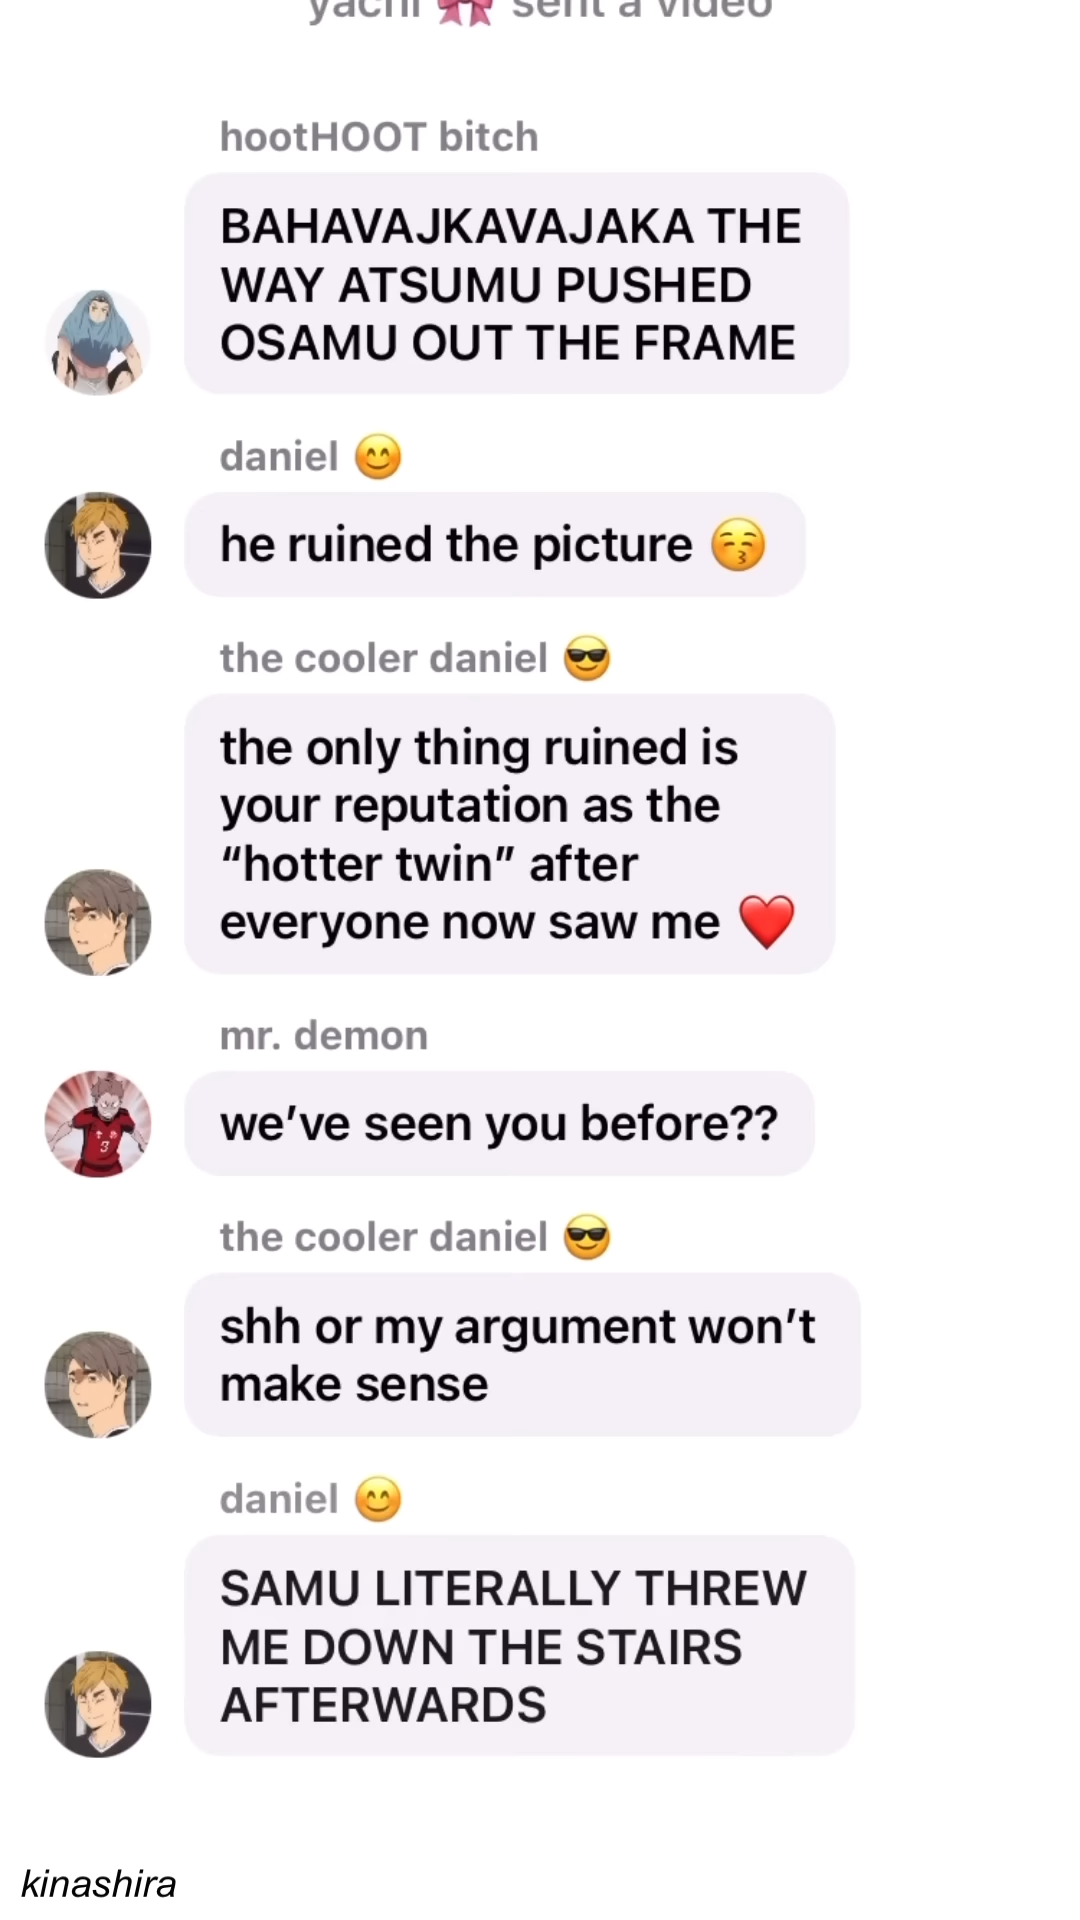 yachi 🎀 sent a video
hootHOOT bitch
BAHAVAJKAVAJAKA THE
WAY ATSUMU PUSHED
OSAMU OUT THE FRAME
daniel 😊
he ruined the picture 😚
the cooler daniel 😎
the only thing ruined is
your reputation as the
“hotter twin” after
everyone now saw me ❤️
mr. demon
we’ve seen you before??
the cooler daniel 😎
shh or my argument won’t
make sense
daniel 😊
SAMU LITERALLY THREW
ME DOWN THE STAIRS
AFTERWARDS
kinashira